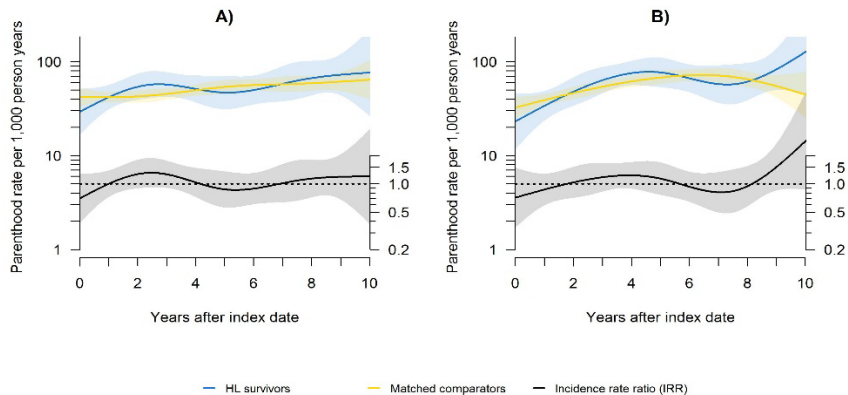 A)
B)
Parenthood rate per 1,000 person years
100
10
1
1.5
1.0
0.5
0.2
0 2 4 6 8 10
Years after index date
Parenthood rate per 1,000 person years
100
10
1
1.5
1.0
0.5
0.2
0 2 4 6 8 10
Years after index date
HL survivors Matched comparators Incidence rate ratio (IRR)